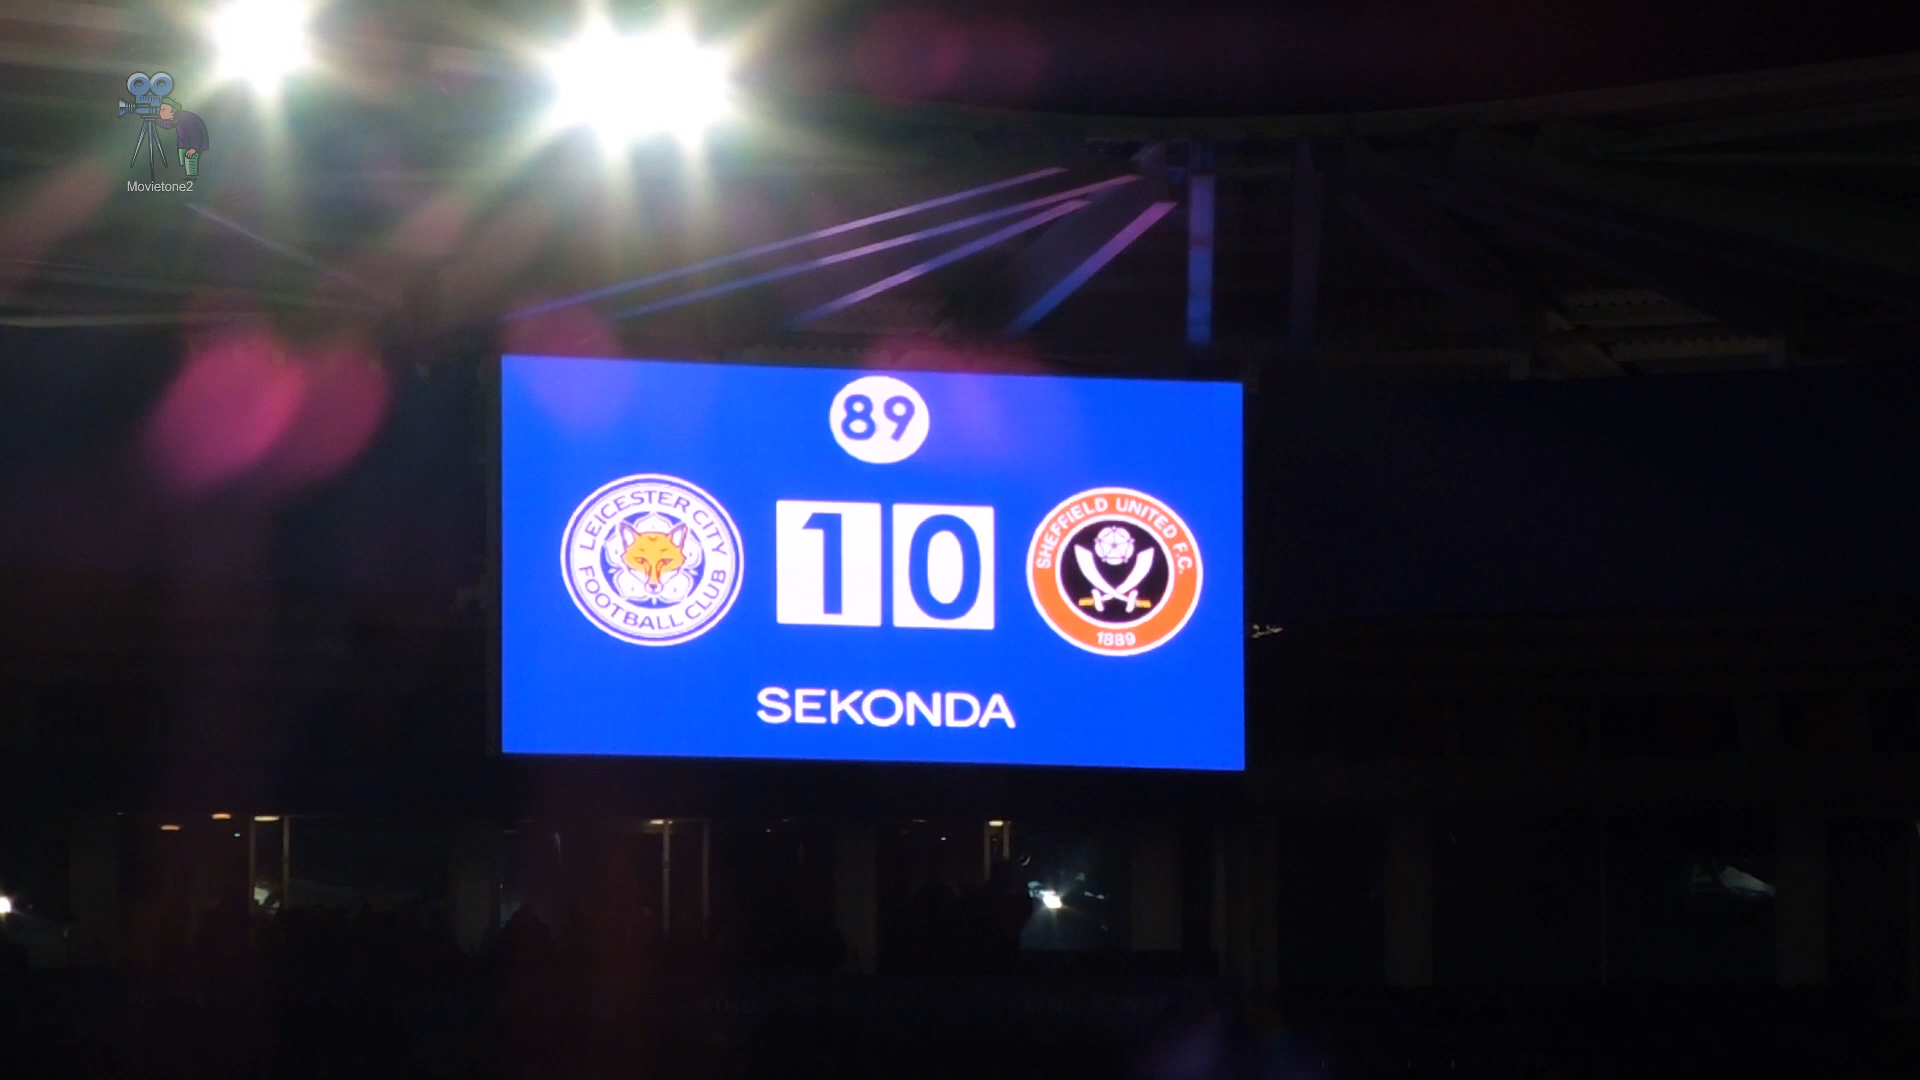 Movietone2
89
LEICESTER CITY
FOOTBALL CLUB
1 0
SHEFFIELD UNITED F.C.
1889
SEKONDA